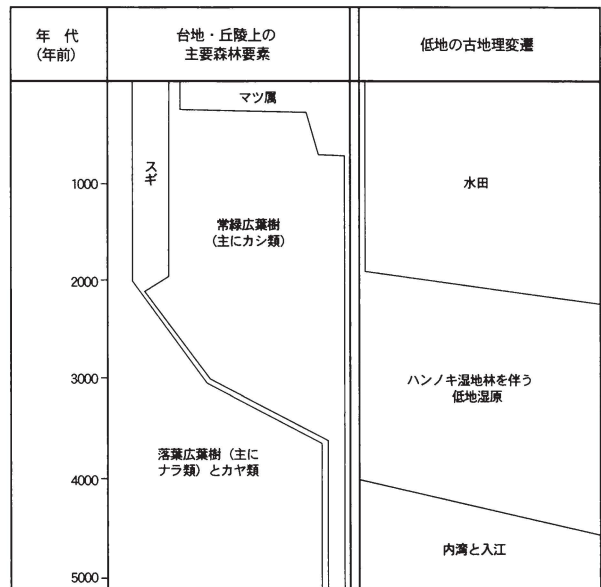 年　代
（年前）
台地・丘陵上の
主要森林要素
低地の古地理変遷
マツ属
スギ
1000
水田
常緑広葉樹
（主にカシ類）
2000
3000
ハンノキ湿地林を伴う
低地湿原
落葉広葉樹（主に
ナラ類）とカヤ類
4000
内湾と入江
5000